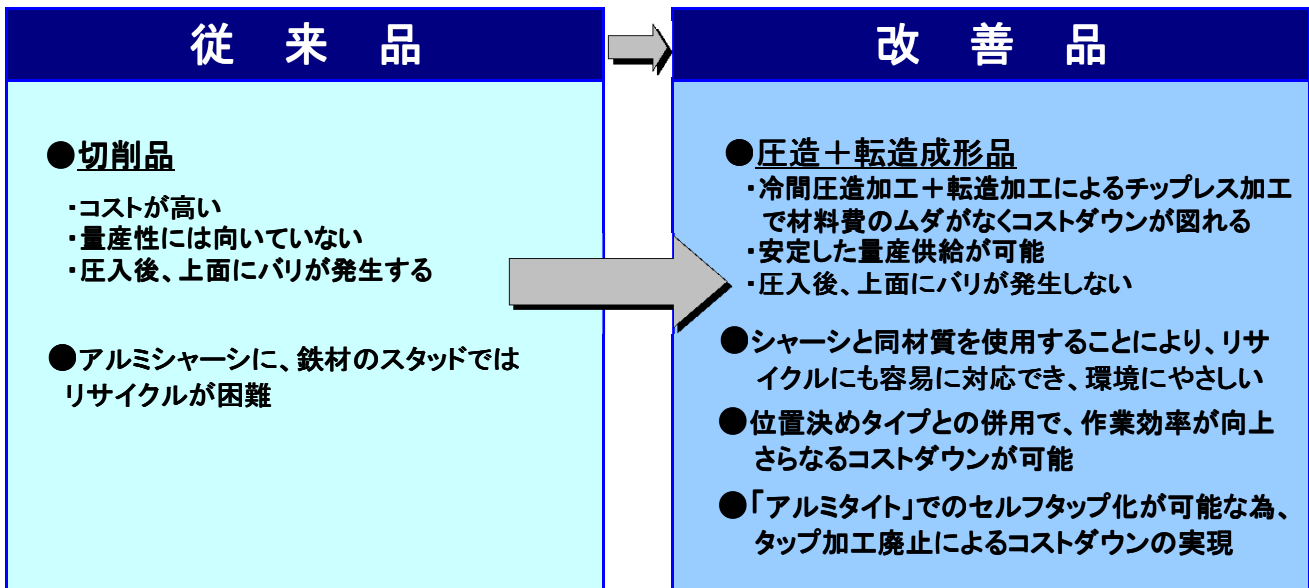 従　来　品
●切削品
・コストが高い
・量産性には向いていない
・圧入後、上面にバリが発生する
●アルミシャーシに、鉄材のスタッドでは
リサイクルが困難
改　善　品
●圧造＋転造成形品
・冷間圧造加工＋転造加工によるチップレス加工
で材料費のムダがなくコストダウンが図れる
・安定した量産供給が可能
・圧入後、上面にバリが発生しない
●シャーシと同材質を使用することにより、リサ
イクルにも容易に対応でき、環境にやさしい
●位置決めタイプとの併用で、作業効率が向上
さらなるコストダウンが可能
●「アルミタイト」でのセルフタップ化が可能な為、
タップ加工廃止によるコストダウンの実現